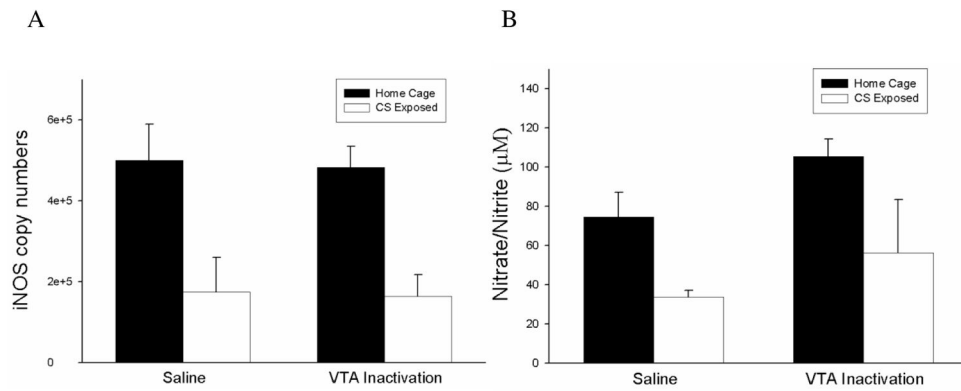 A
B
iNOS copy numbers
6e+5
4e+5
2e+5
0
Home Cage
CS Exposed
Saline
VTA Inactivation
Nitrate/Nitrite (μM)
140
120
100
80
60
40
20
0
Home Cage
CS Exposed
Saline
VTA Inactivation